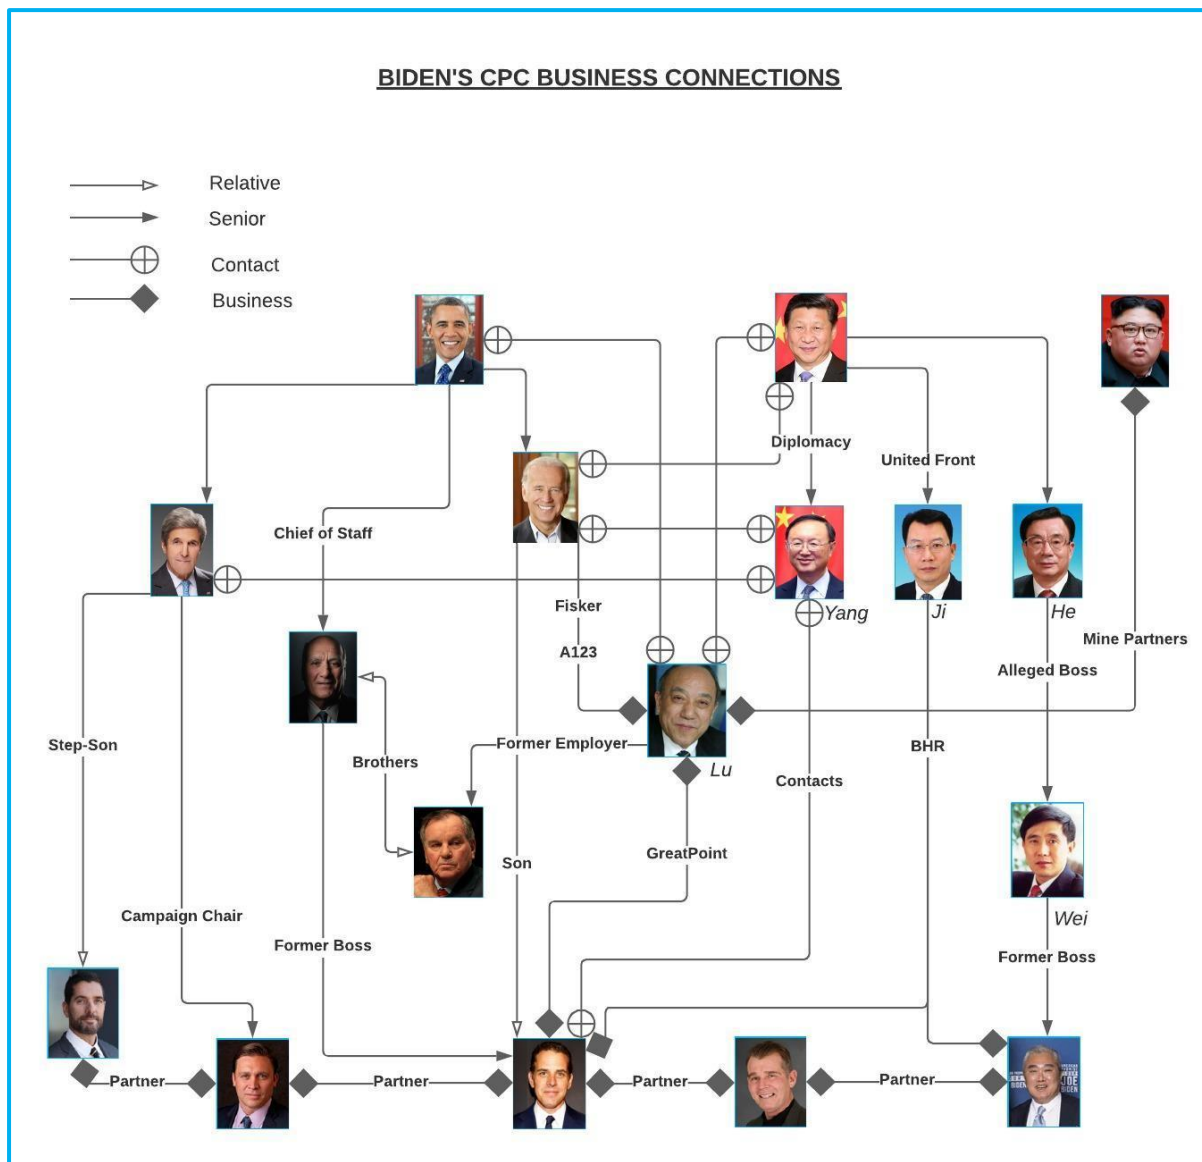 BIDEN'S CPC BUSINESS CONNECTIONS
Relative
Senior
Contact
Business
Diplomacy
United Front
Chief of Staff
Yang
Ji
He
Fisker
Mine Partners
A123
Alleged Boss
Step-Son
Former Employer
BHR
Brothers
Lu
Contacts
Son
GreatPoint
Campaign Chair
Wei
Former Boss
Former Boss
Partner
Partner
Partner
Partner
JOE